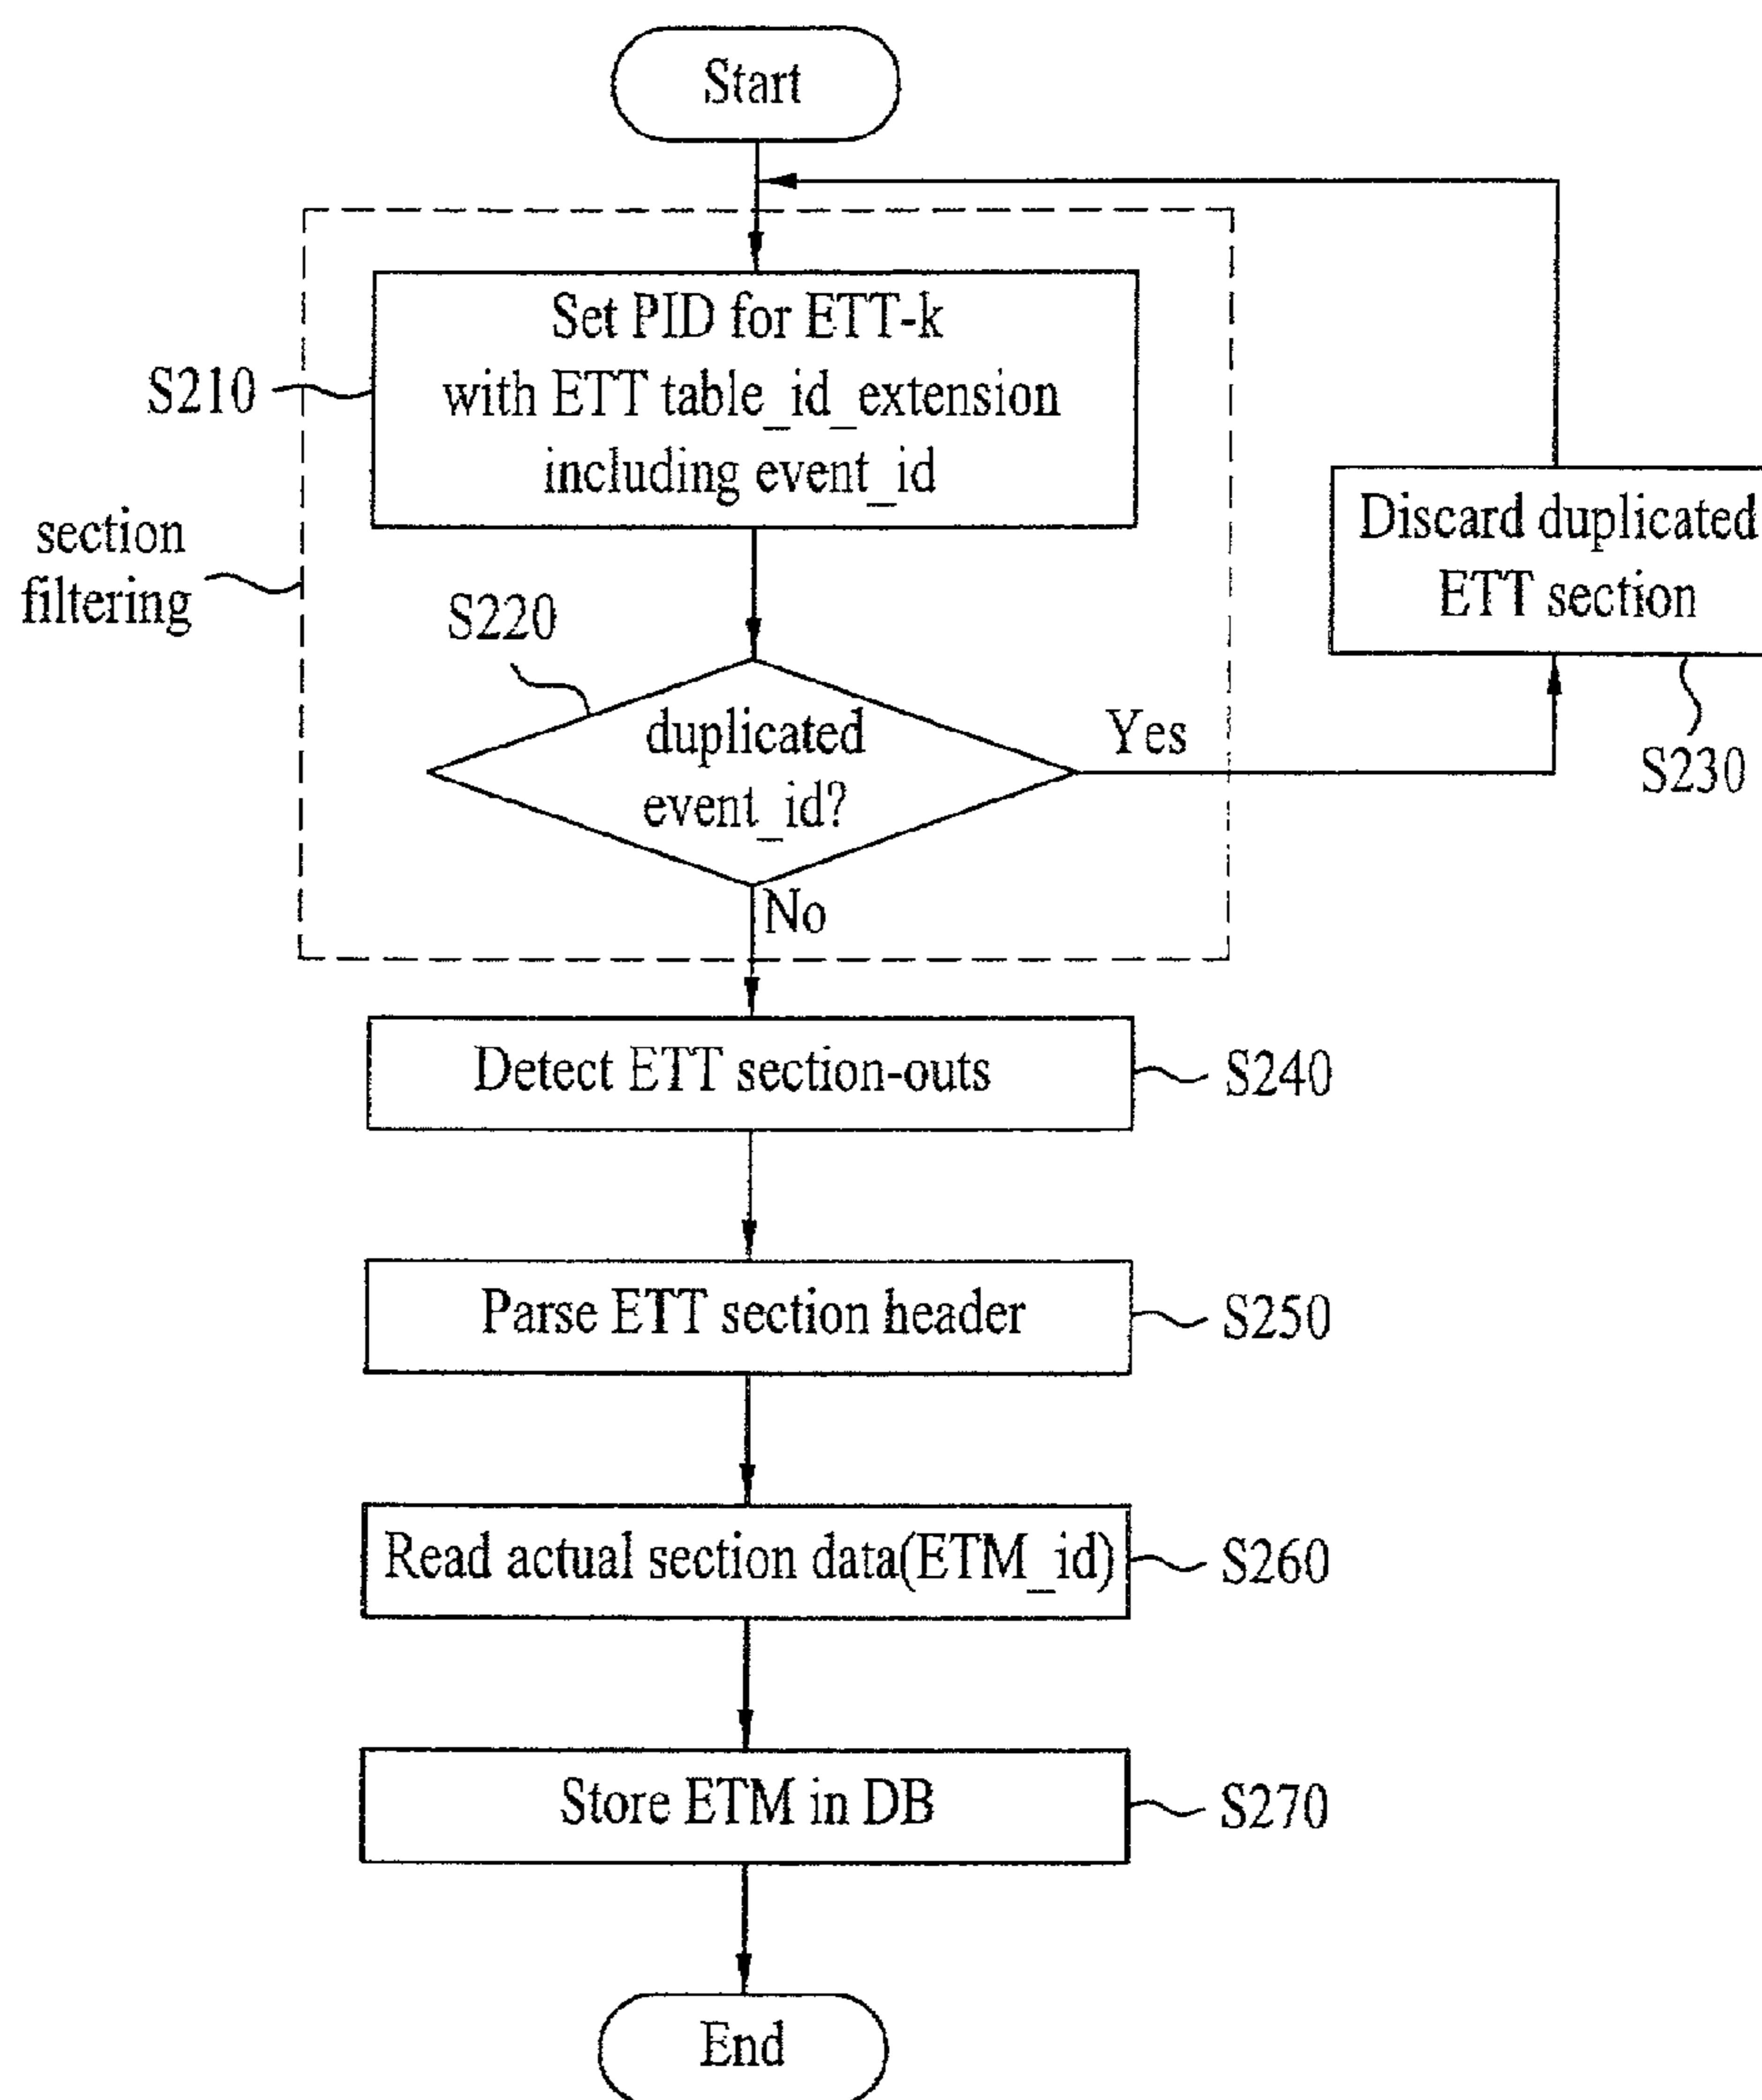 Start
Set PID for ETT-k
with ETT table_id_extension
including event_id
S210
section
filtering
Discard duplicated
ETT section
S230
S220
duplicated
event_id?
Yes
No
Detect ETT section-outs
S240
Parse ETT section header
S250
Read actual section data(ETM_id)
S260
Store ETM in DB
S270
End